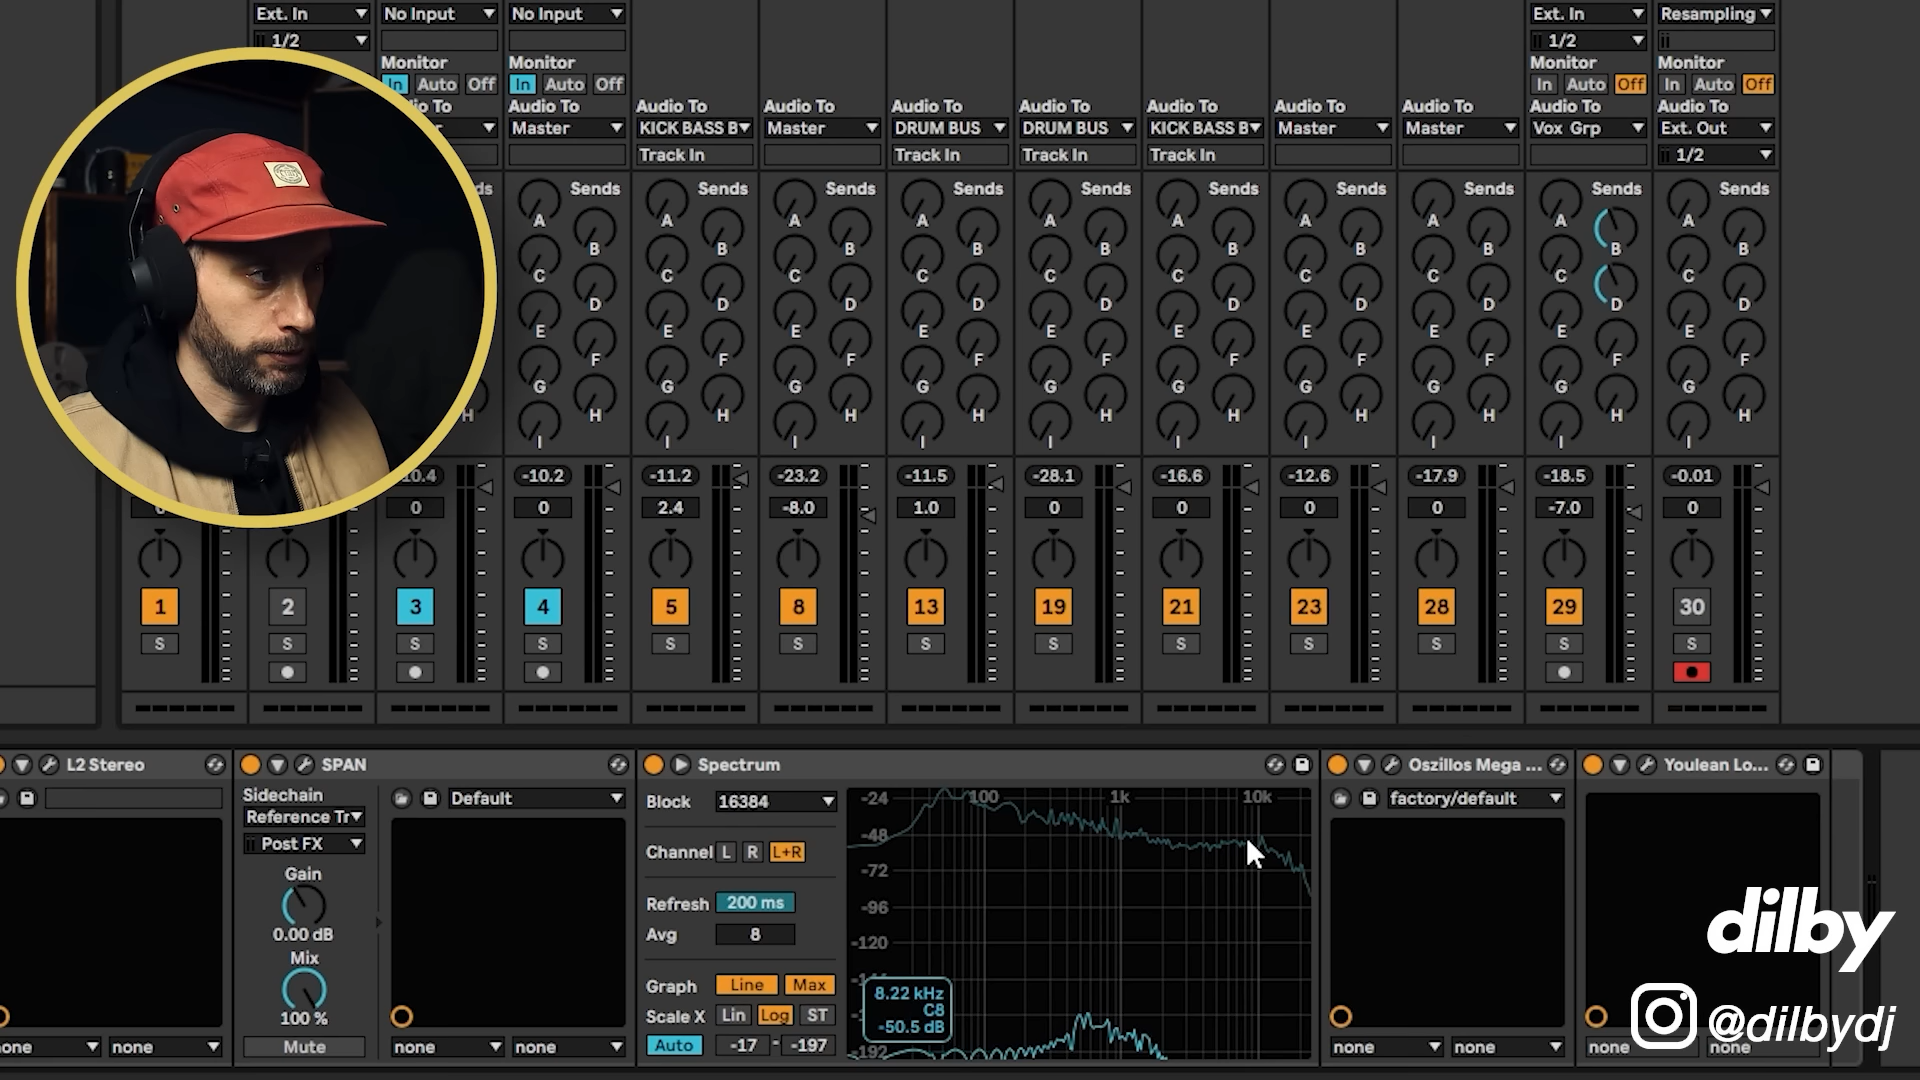 Ext. In No Input No Input Ext. In Resampling
1/2 1/2
Monitor Monitor Monitor Monitor
In Auto Off In Auto Off In Auto Off In Auto Off
Audio To Audio To Audio To Audio To Audio To Audio To Audio To Audio To Audio To Audio To
Master KICK BASS B Master DRUM BUS DRUM BUS KICK BASS B Master Master Vox Grp Ext. Out
Track In Track In Track In Track In 1/2
Sends Sends Sends Sends Sends Sends Sends Sends Sends Sends
A A A A A A A A A A
B B B B B B B B B B
C C C C C C C C C C
D D D D D D D D D D
E E E E E E E E E E
F F F F F F F F F F
G G G G G G G G G G
H H H H H H H H H H H
I I I I I I I I I I
-10.2 -11.2 -23.2 -11.5 -28.1 -16.6 -12.6 -17.9 -18.5 -0.01
0 0 2.4 -8.0 1.0 0 0 0 0 -7.0 0
1 2 3 4 5 8 13 19 21 23 28 29 30
S S S S S S S S S S S S S
L2 Stereo SPAN Spectrum Oszillos Mega ... Youlean Lo...
Sidechain
Reference Tr
Post FX
Gain
0.00 dB
Mix
100 %
Mute
Default
none none none
Block 16384
Channel L R L+R
Refresh 200 ms
Avg 8
Graph Line Max
Scale X Lin Log ST
Auto -17 - -197
100 1k 10k
-24
-48
-72
-96
-120
-192
8.22 kHz
C8
-50.5 dB
factory/default
none none
none none
dilby
@dilbydj